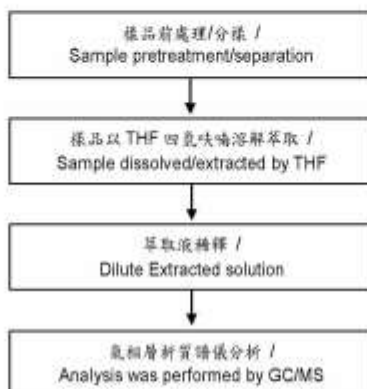 樣品前處理/分樣 /
Sample pretreatment/separation
樣品以 THF 四氫呋喃溶解萃取 /
Sample dissolved/extracted by THF
萃取液稀釋 /
Dilute Extracted solution
氣相層析質譜儀分析 /
Analysis was performed by GC/MS